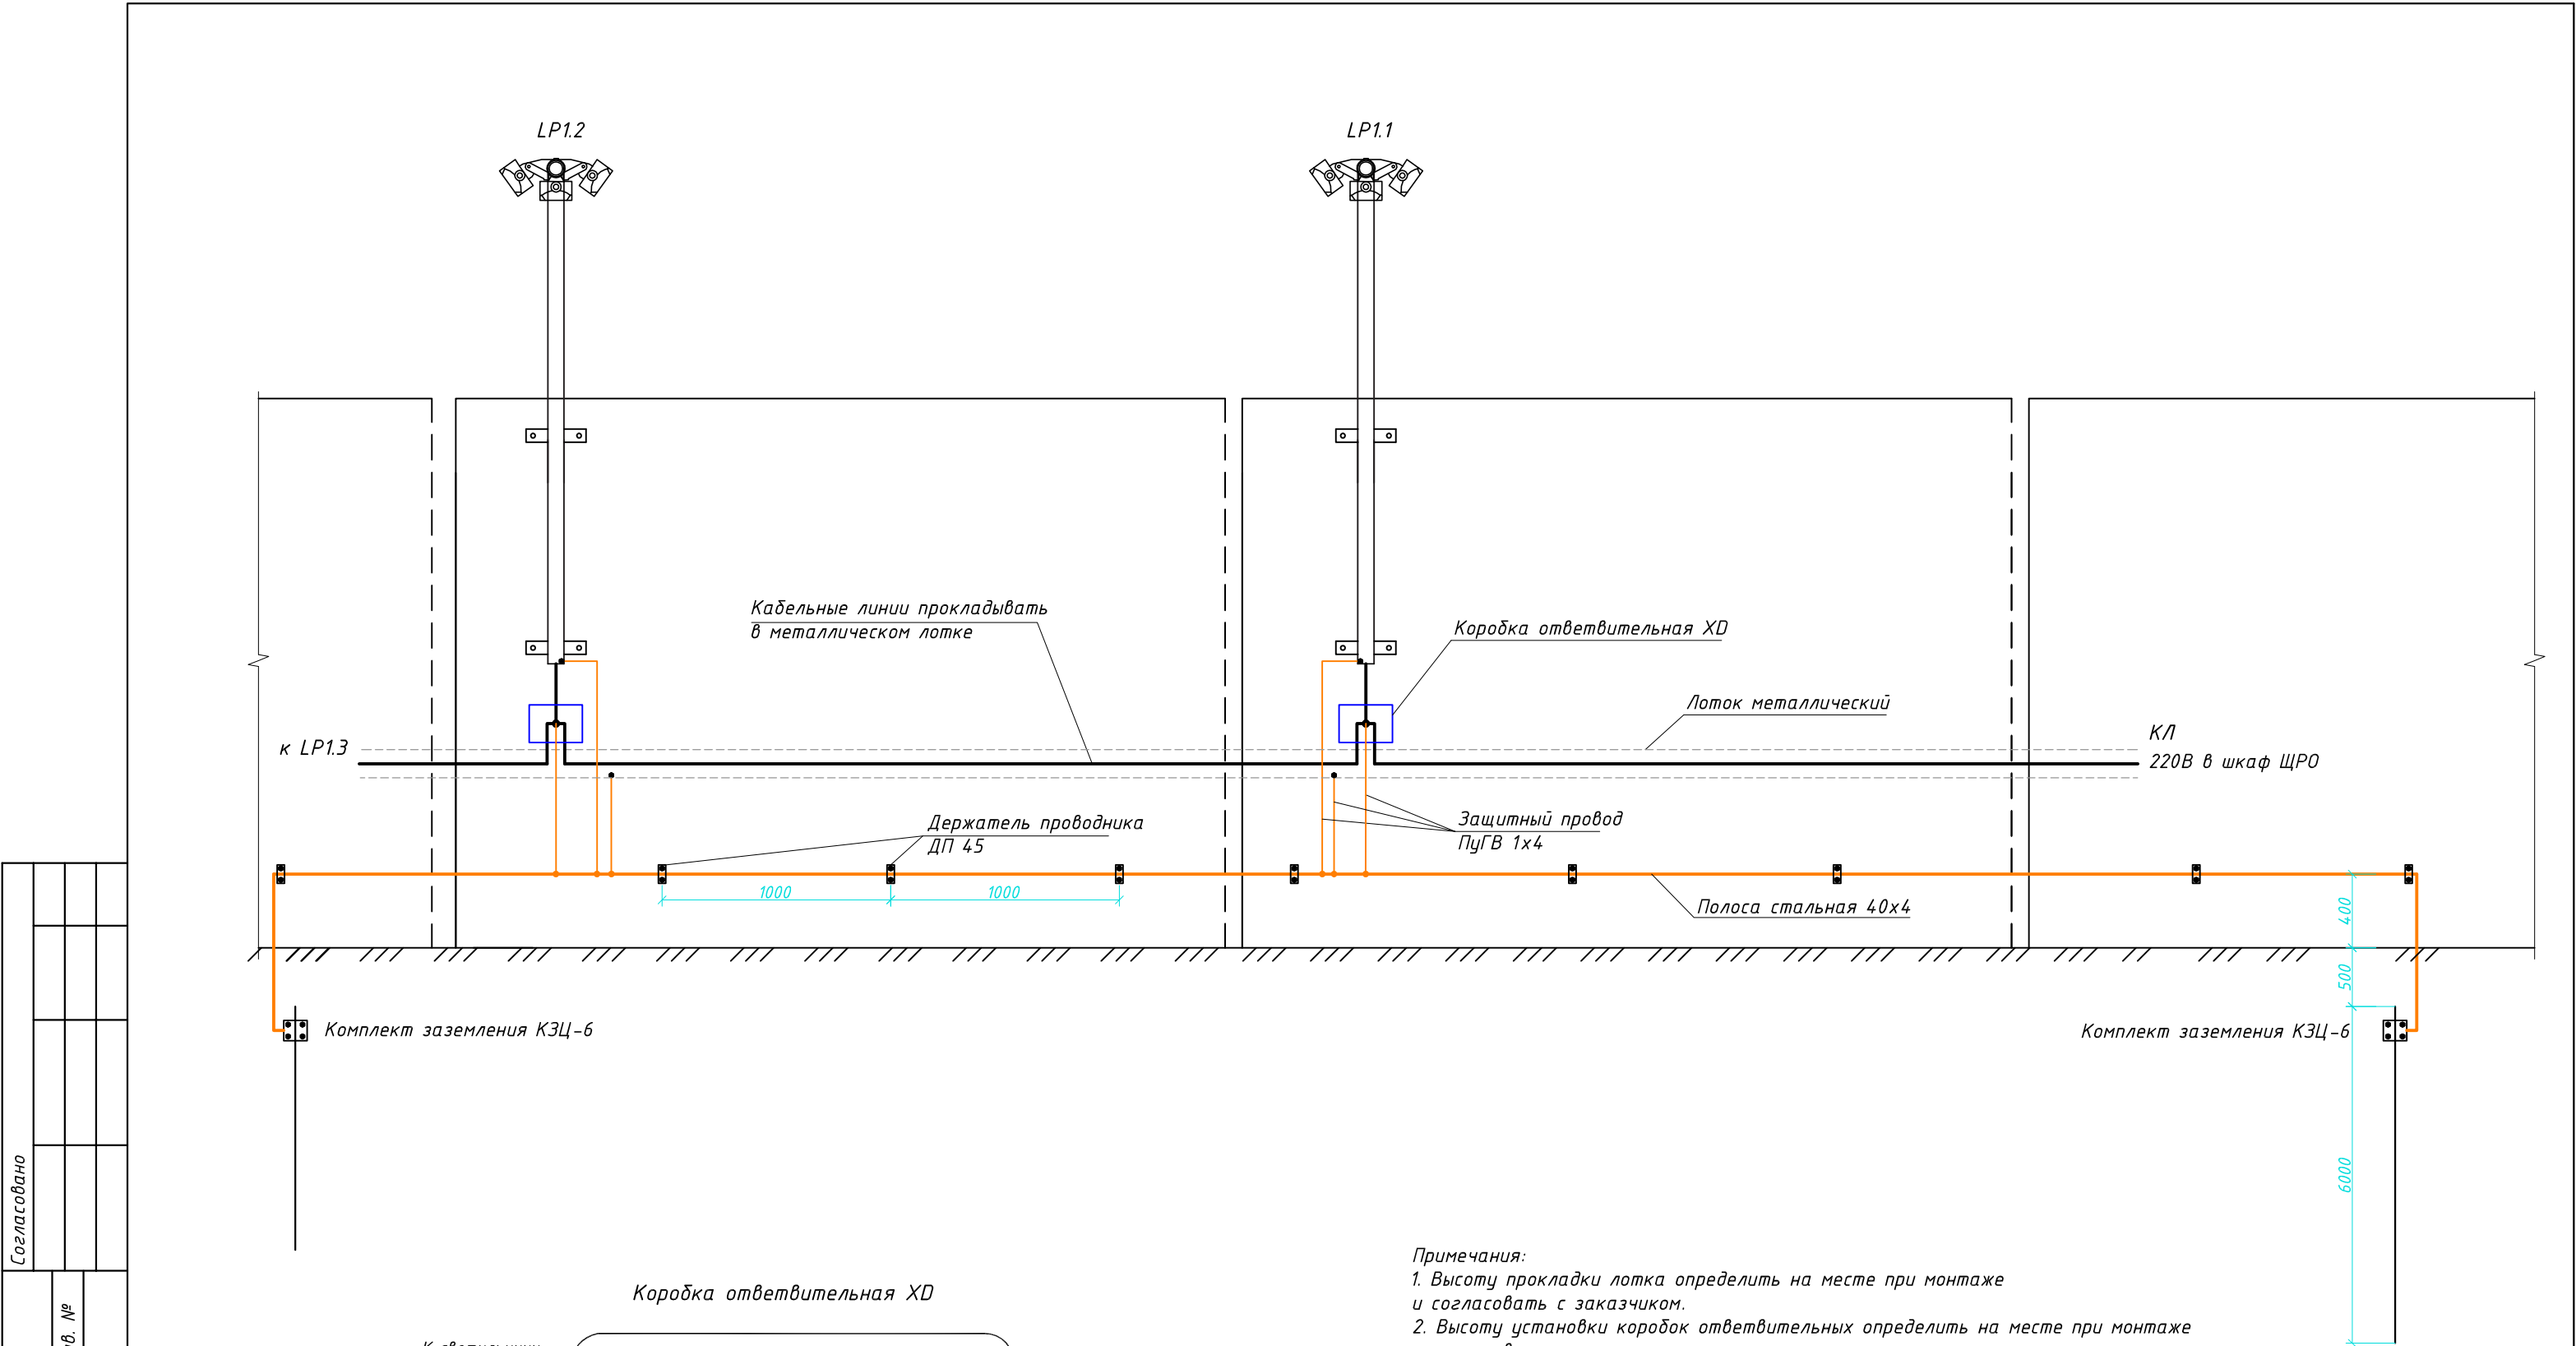 LP1.2
LP1.1
Кабельные линии прокладывать
в металлическом лотке
Коробка ответвительная XD
Лоток металлический
к LP1.3
КЛ
220В в шкаф ЩРО
Держатель проводника
ДП 45
Защитный провод
ПуГВ 1х4
1000
1000
Полоса стальная 40х4
400
500
Комплект заземления КЗЦ-6
Комплект заземления КЗЦ-6
6000
Согласовано
№
Коробка ответвительная XD
Примечания:
1. Высоту прокладки лотка определить на месте при монтаже
и согласовать с заказчиком.
2. Высоту установки коробок ответвительных определить на месте при монтаже